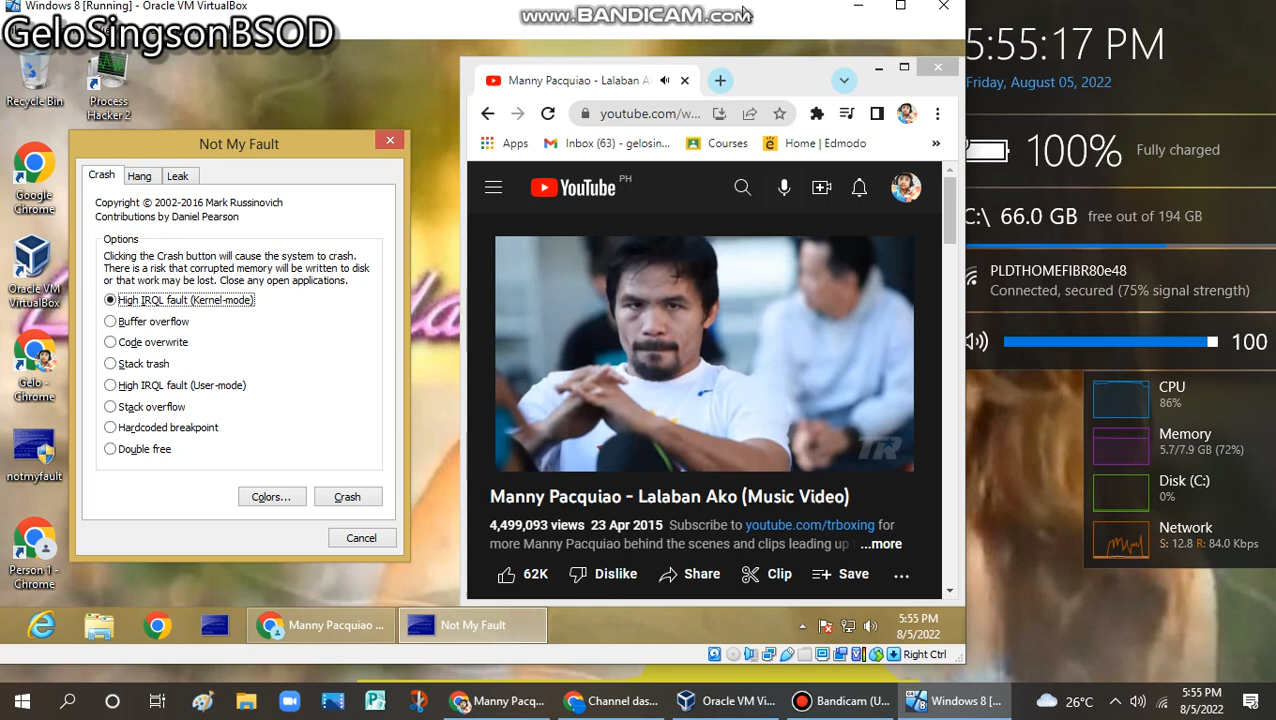 Windows 8 [Running] - Oracle VM VirtualBox
www.BANDICAM.com
GeloSingsonBSOD
Recycle Bin
Process
Hacker 2
Google
Chrome
Oracle VM
VirtualBox
Gelo -
Chrome
notmyfault
Person 1 -
Chrome
Not My Fault
Crash
Hang
Leak
Copyright © 2002-2016 Mark Russinovich
Contributions by Daniel Pearson
Options
Clicking the Crash button will cause the system to crash.
There is a risk that corrupted memory will be written to disk
or that work may be lost. Close any open applications.
High IRQL fault (Kernel-mode)
Buffer overflow
Code overwrite
Stack trash
High IRQL fault (User-mode)
Stack overflow
Hardcoded breakpoint
Double free
Colors...
Crash
Cancel
Manny Pacquiao - Lalaban A
youtube.com/w...
Apps
Inbox (63) - gelosin...
Courses
Home | Edmodo
»
YouTube PH
TR
Manny Pacquiao - Lalaban Ako (Music Video)
4,499,093 views 23 Apr 2015 Subscribe to youtube.com/trboxing for
more Manny Pacquiao behind the scenes and clips leading up ...more
62K
Dislike
Share
Clip
Save
Manny Pacquiao ...
Not My Fault
5:55 PM
8/5/2022
Right Ctrl
5:55:17 PM
Friday, August 05, 2022
100%
Fully charged
C:\ 66.0 GB free out of 194 GB
PLDTHOMEFIBR80e48
Connected, secured (75% signal strength)
100
CPU
86%
Memory
5.7/7.9 GB (72%)
Disk (C:)
0%
Network
S: 12.8 R: 84.0 Kbps
Manny Pacq...
Channel das...
Oracle VM Vi...
Bandicam (U...
Windows 8 [...
26°C
5:55 PM
8/5/2022